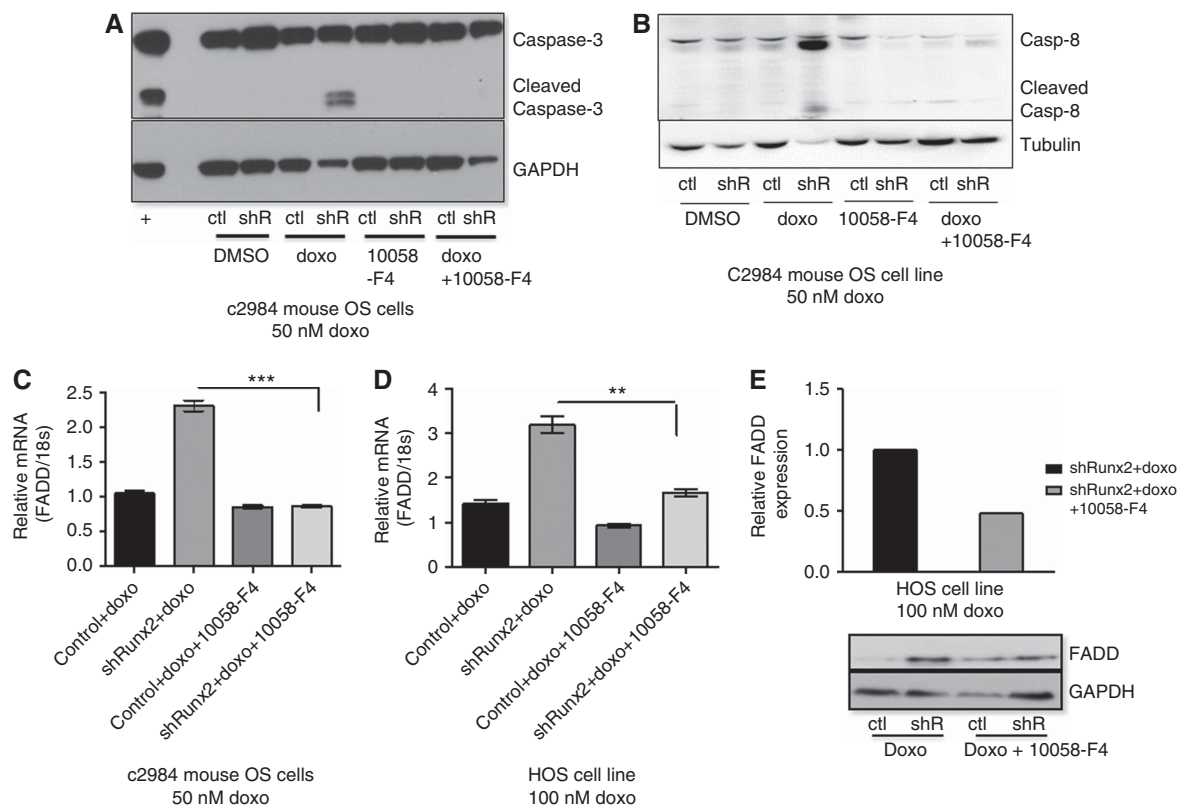 A
Caspase-3
Cleaved
Caspase-3
GAPDH
+ ctl shR ctl shR ctl shR ctl shR
DMSO doxo 10058
-F4 doxo
+10058-F4
c2984 mouse OS cells
50 nM doxo
B
Casp-8
Cleaved
Casp-8
Tubulin
ctl shR ctl shR ctl shR ctl shR
DMSO doxo 10058-F4 doxo
+10058-F4
C2984 mouse OS cell line
50 nM doxo
C
Relative mRNA
(FADD/18s)
2.5
2.0
1.5
1.0
0.5
0.0
Control+doxo
shRunx2+doxo
Control+doxo+10058-F4
shRunx2+doxo+10058-F4
***
c2984 mouse OS cells
50 nM doxo
D
Relative mRNA
(FADD/18s)
4
3
2
1
0
Control+doxo
shRunx2+doxo
Control+doxo+10058-F4
shRunx2+doxo+10058-F4
**
HOS cell line
100 nM doxo
E
Relative FADD
expression
1.5
1.0
0.5
0.0
shRunx2+doxo
shRunx2+doxo
+10058-F4
HOS cell line
100 nM doxo
FADD
GAPDH
ctl shR ctl shR
Doxo Doxo + 10058-F4